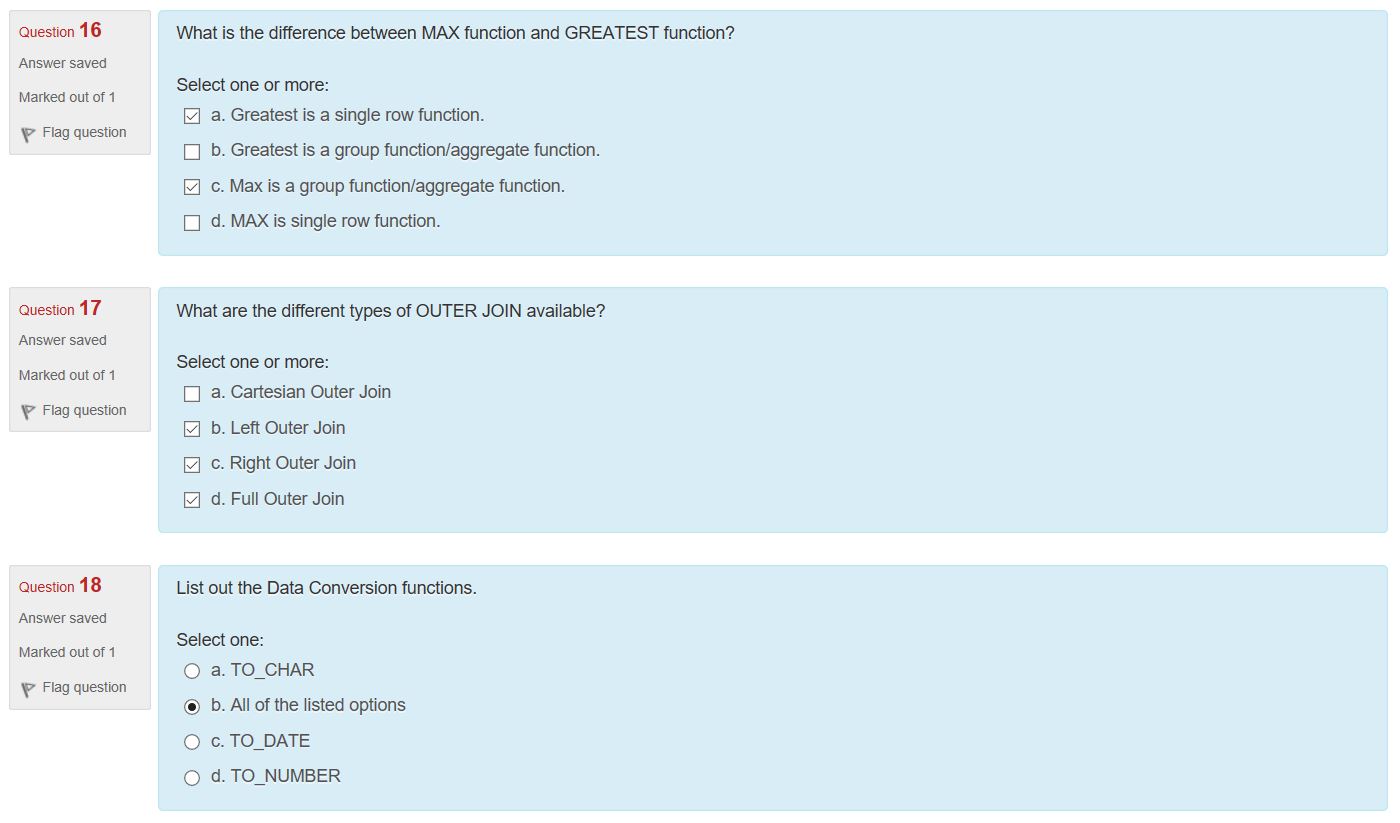 Question 16
Answer saved
Marked out of 1
Flag question
What is the difference between MAX function and GREATEST function?
Select one or more:
a. Greatest is a single row function.
b. Greatest is a group function/aggregate function.
c. Max is a group function/aggregate function.
d. MAX is single row function.
Question 17
Answer saved
Marked out of 1
Flag question
What are the different types of OUTER JOIN available?
Select one or more:
a. Cartesian Outer Join
b. Left Outer Join
c. Right Outer Join
d. Full Outer Join
Question 18
Answer saved
Marked out of 1
Flag question
List out the Data Conversion functions.
Select one:
a. TO_CHAR
b. All of the listed options
c. TO_DATE
d. TO_NUMBER